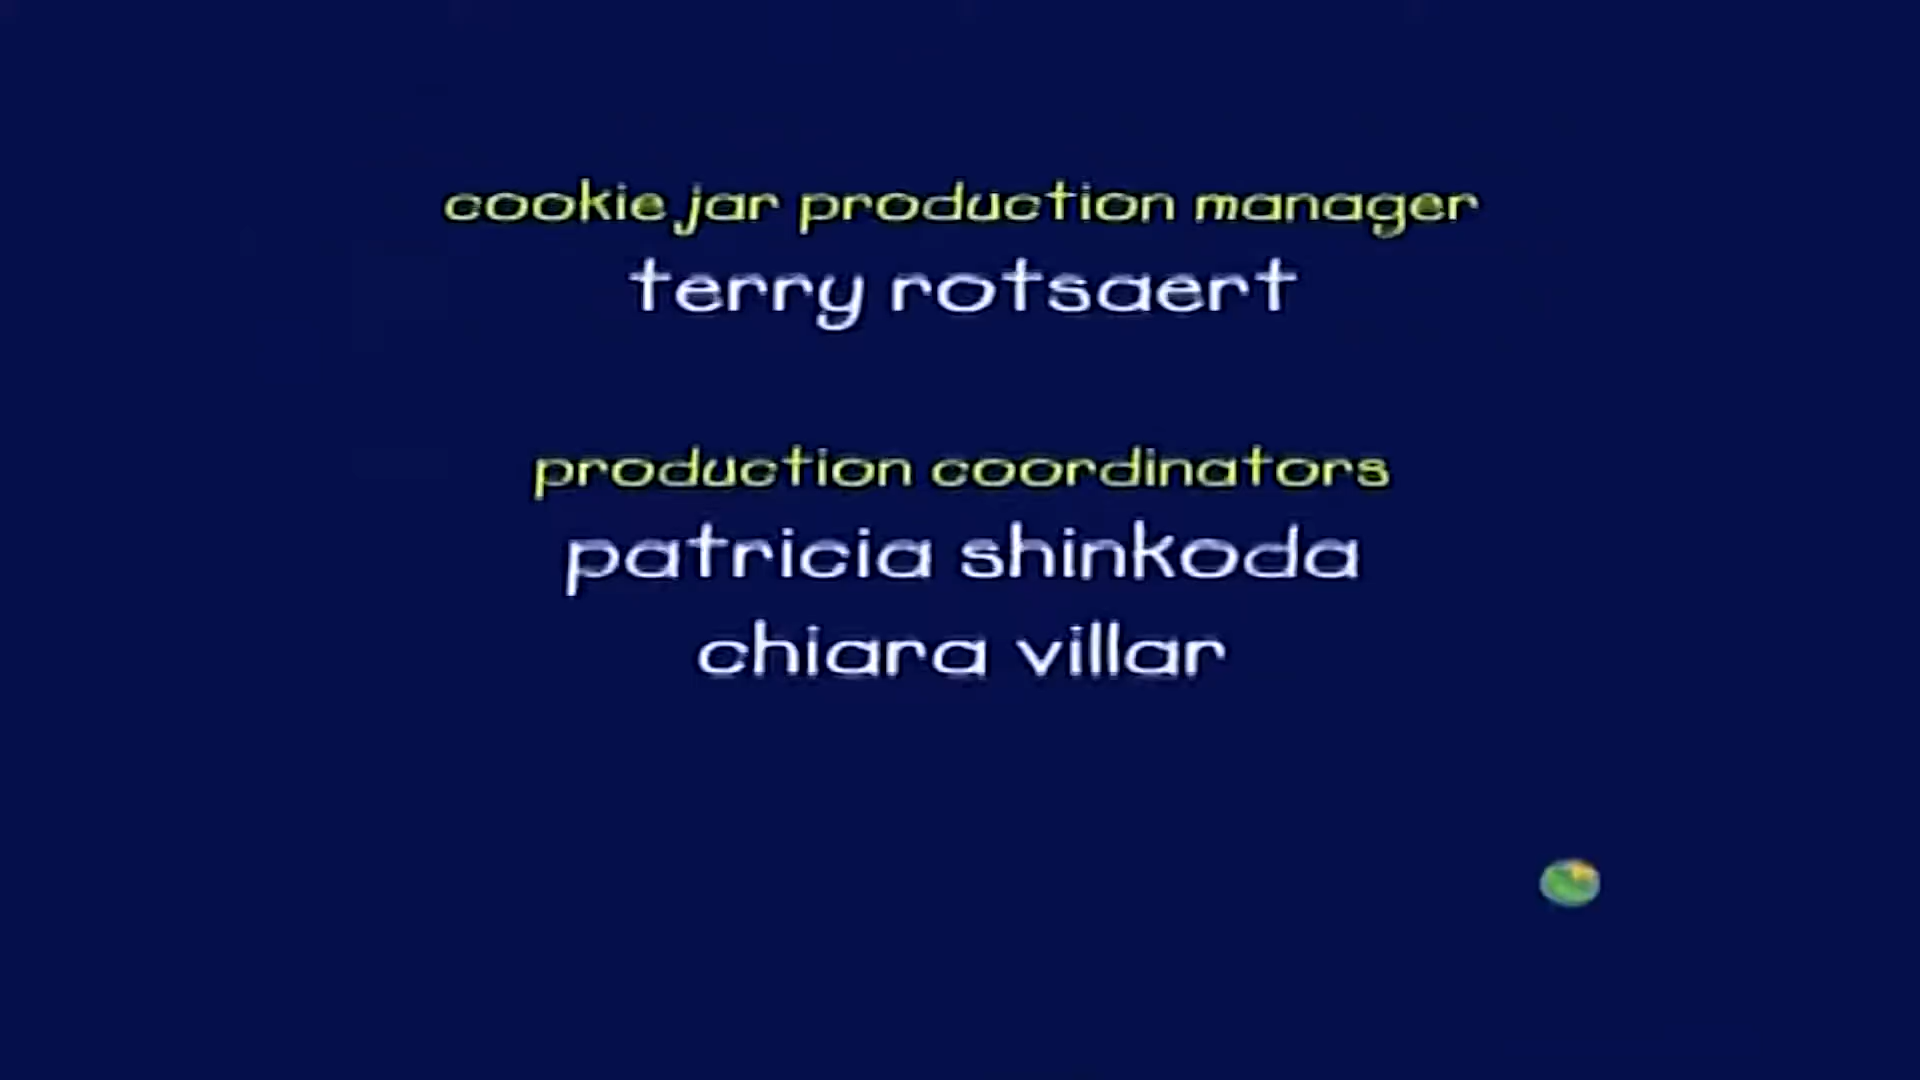 cookie jar production manager
terry rotsaert
production coordinators
patricia shinkoda
chiara villar